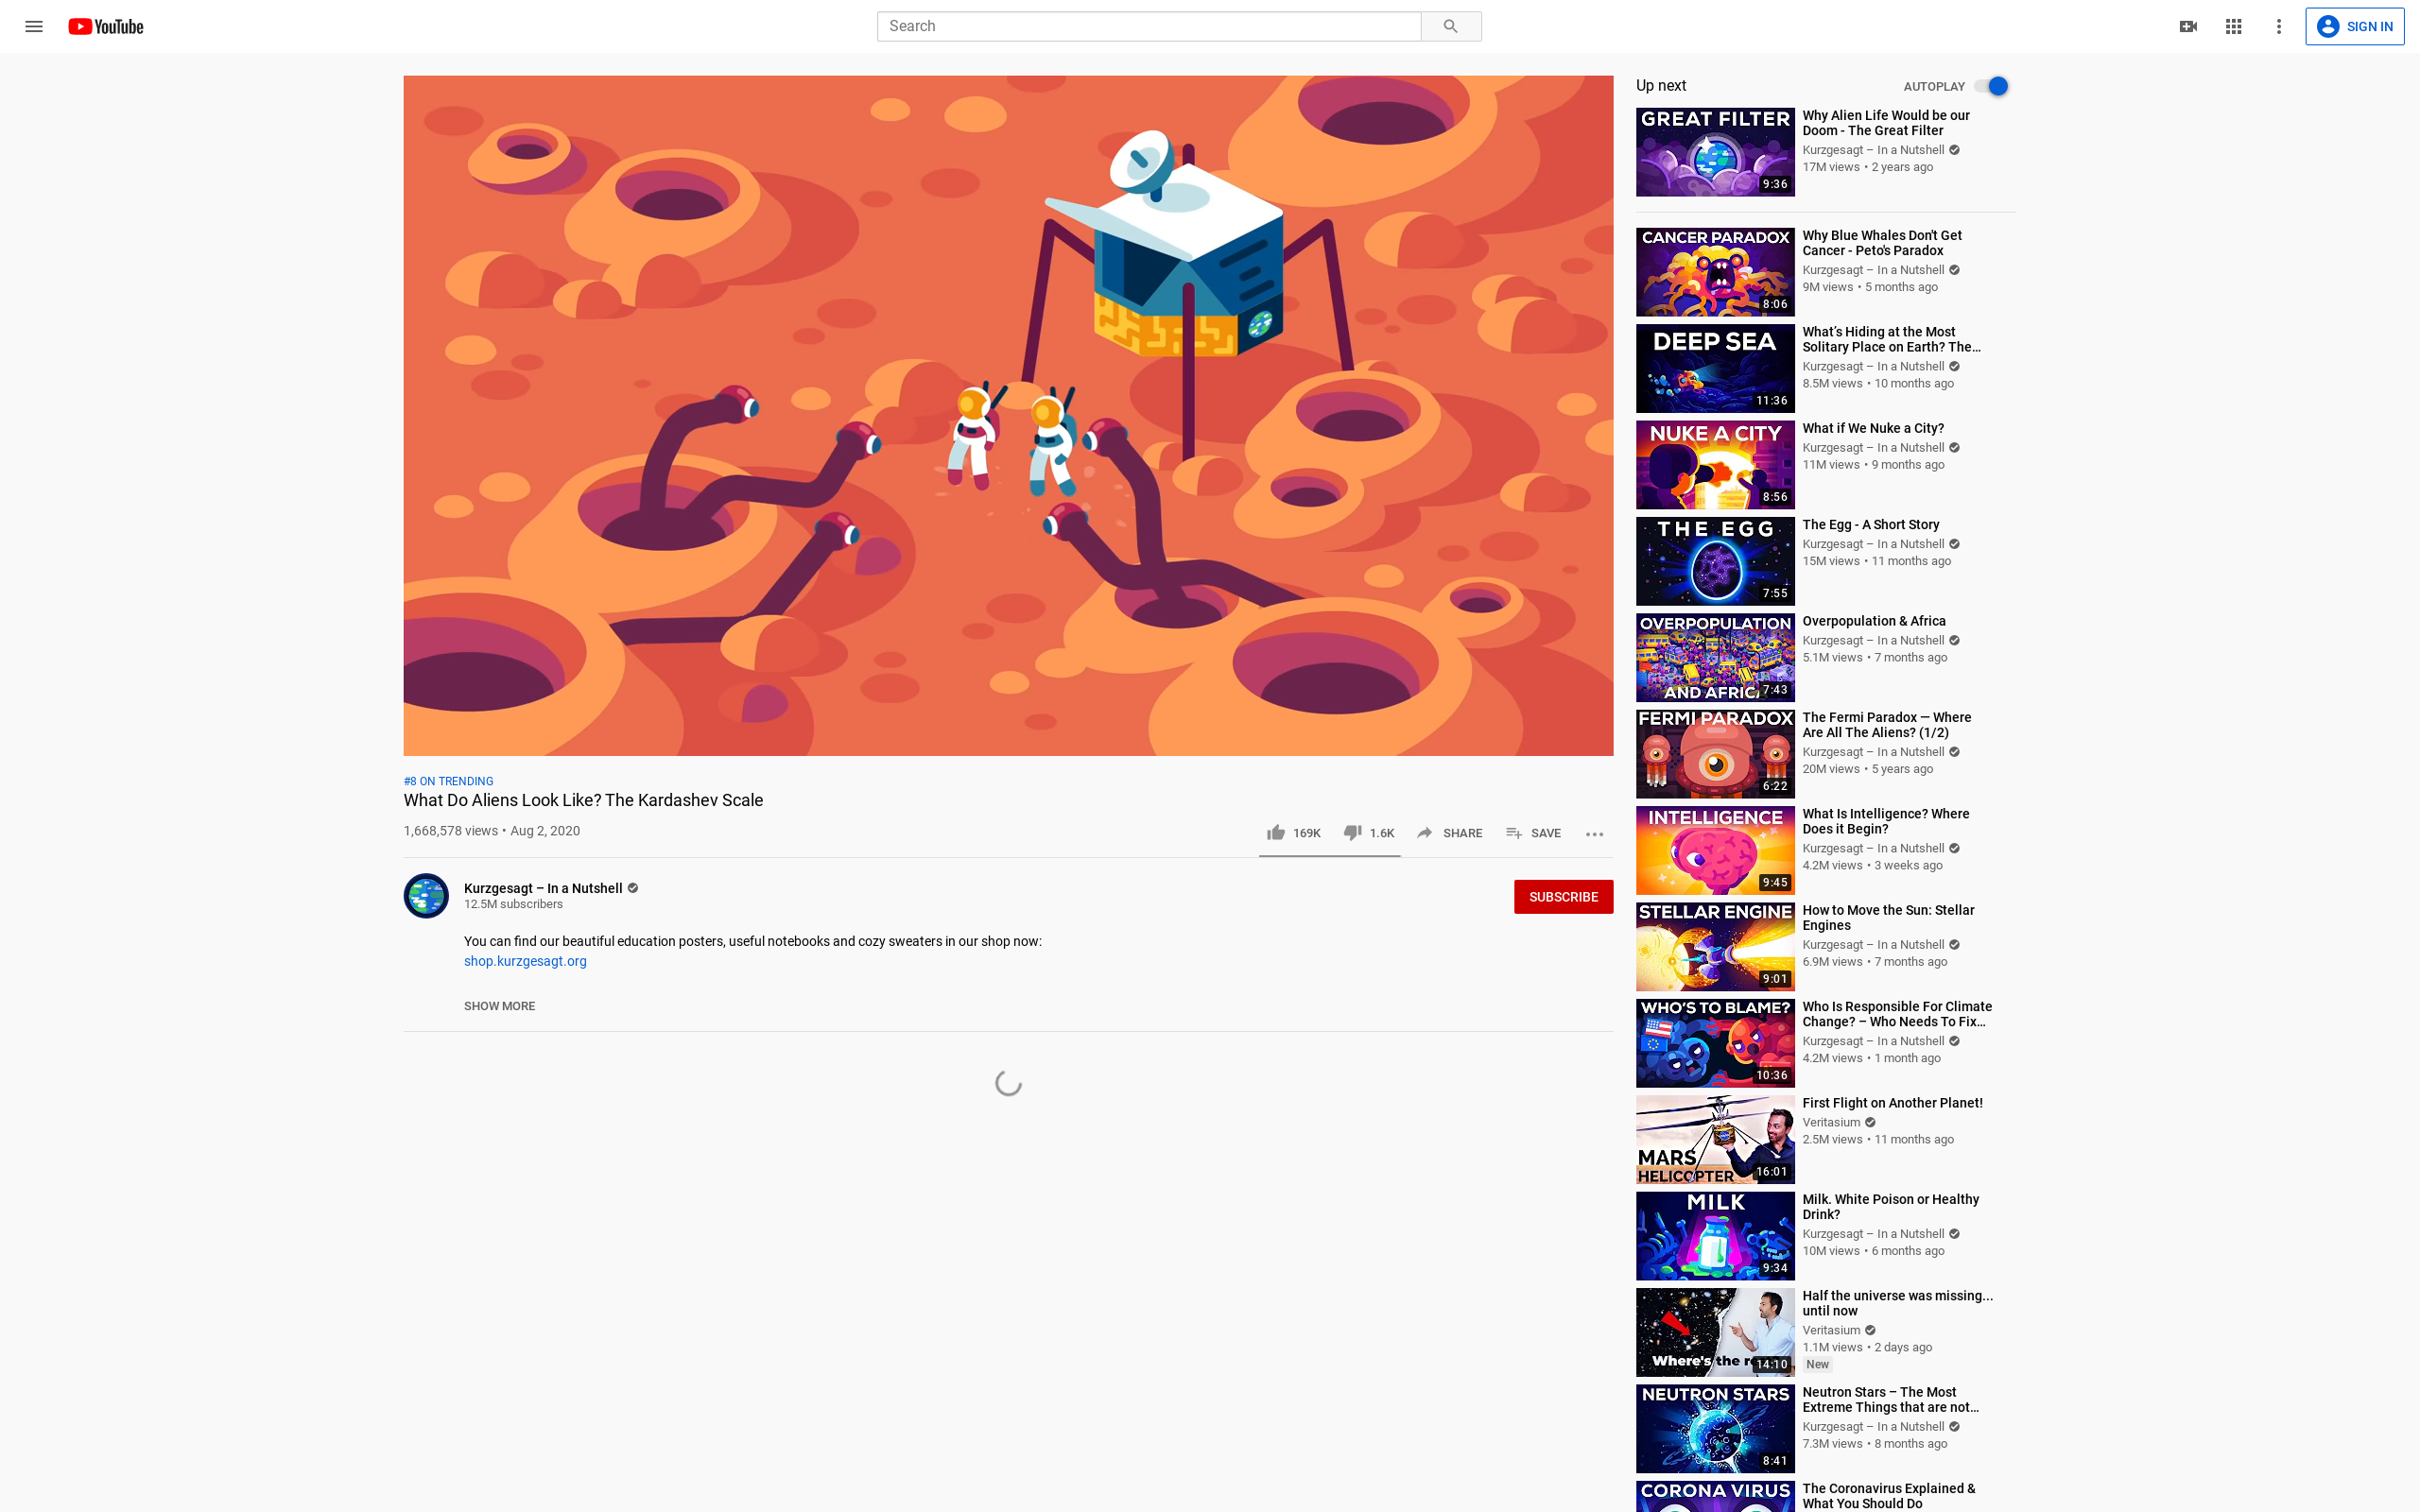 YouTube
Search
SIGN IN
#8 ON TRENDING
What Do Aliens Look Like? The Kardashev Scale
1,668,578 views • Aug 2, 2020
169K
1.6K
SHARE
SAVE
Kurzgesagt – In a Nutshell
12.5M subscribers
SUBSCRIBE
You can find our beautiful education posters, useful notebooks and cozy sweaters in our shop now:
shop.kurzgesagt.org
SHOW MORE
Up next
AUTOPLAY
GREAT FILTER
9:36
Why Alien Life Would be our
Doom - The Great Filter
Kurzgesagt – In a Nutshell
17M views • 2 years ago
CANCER PARADOX
8:06
Why Blue Whales Don't Get
Cancer - Peto's Paradox
Kurzgesagt – In a Nutshell
9M views • 5 months ago
DEEP SEA
11:36
What's Hiding at the Most
Solitary Place on Earth? The...
Kurzgesagt – In a Nutshell
8.5M views • 10 months ago
NUKE A CITY
8:56
What if We Nuke a City?
Kurzgesagt – In a Nutshell
11M views • 9 months ago
THE EGG
7:55
The Egg - A Short Story
Kurzgesagt – In a Nutshell
15M views • 11 months ago
OVERPOPULATION
AND AFRICA
7:43
Overpopulation & Africa
Kurzgesagt – In a Nutshell
5.1M views • 7 months ago
FERMI PARADOX
6:22
The Fermi Paradox — Where
Are All The Aliens? (1/2)
Kurzgesagt – In a Nutshell
20M views • 5 years ago
INTELLIGENCE
9:45
What Is Intelligence? Where
Does it Begin?
Kurzgesagt – In a Nutshell
4.2M views • 3 weeks ago
STELLAR ENGINE
9:01
How to Move the Sun: Stellar
Engines
Kurzgesagt – In a Nutshell
6.9M views • 7 months ago
WHO'S TO BLAME?
10:36
Who Is Responsible For Climate
Change? – Who Needs To Fix...
Kurzgesagt – In a Nutshell
4.2M views • 1 month ago
MARS
HELICOPTER
16:01
First Flight on Another Planet!
Veritasium
2.5M views • 11 months ago
MILK
9:34
Milk. White Poison or Healthy
Drink?
Kurzgesagt – In a Nutshell
10M views • 6 months ago
Where's the
14:10
Half the universe was missing...
until now
Veritasium
1.1M views • 2 days ago
New
NEUTRON STARS
8:41
Neutron Stars – The Most
Extreme Things that are not...
Kurzgesagt – In a Nutshell
7.3M views • 8 months ago
CORONA VIRUS
The Coronavirus Explained &
What You Should Do